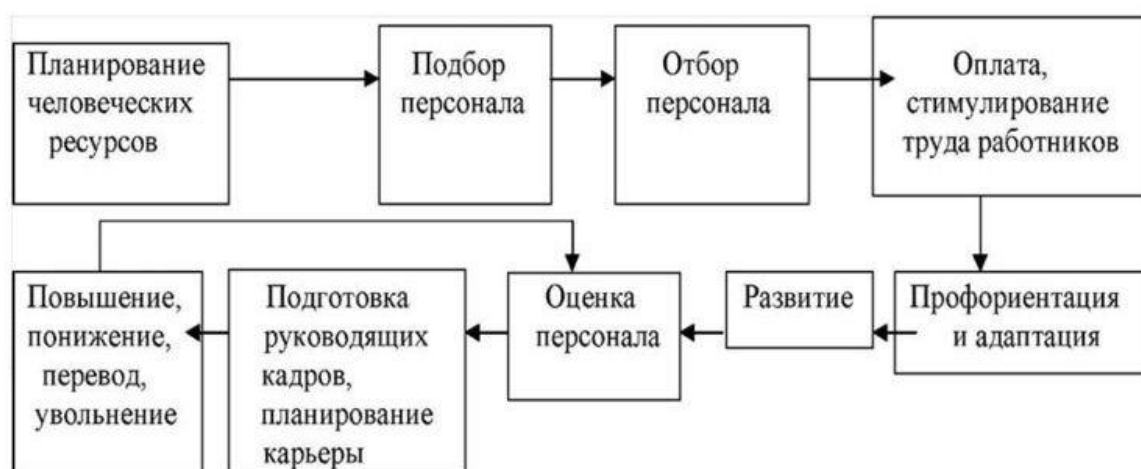 Планирование
человеческих
ресурсов
Подбор
персонала
Отбор
персонала
Оплата,
стимулирование
труда работников
Повышение,
понижение,
перевод,
увольнение
Подготовка
руководящих
кадров,
планирование
карьеры
Оценка
персонала
Развитие
Профориентация
и адаптация